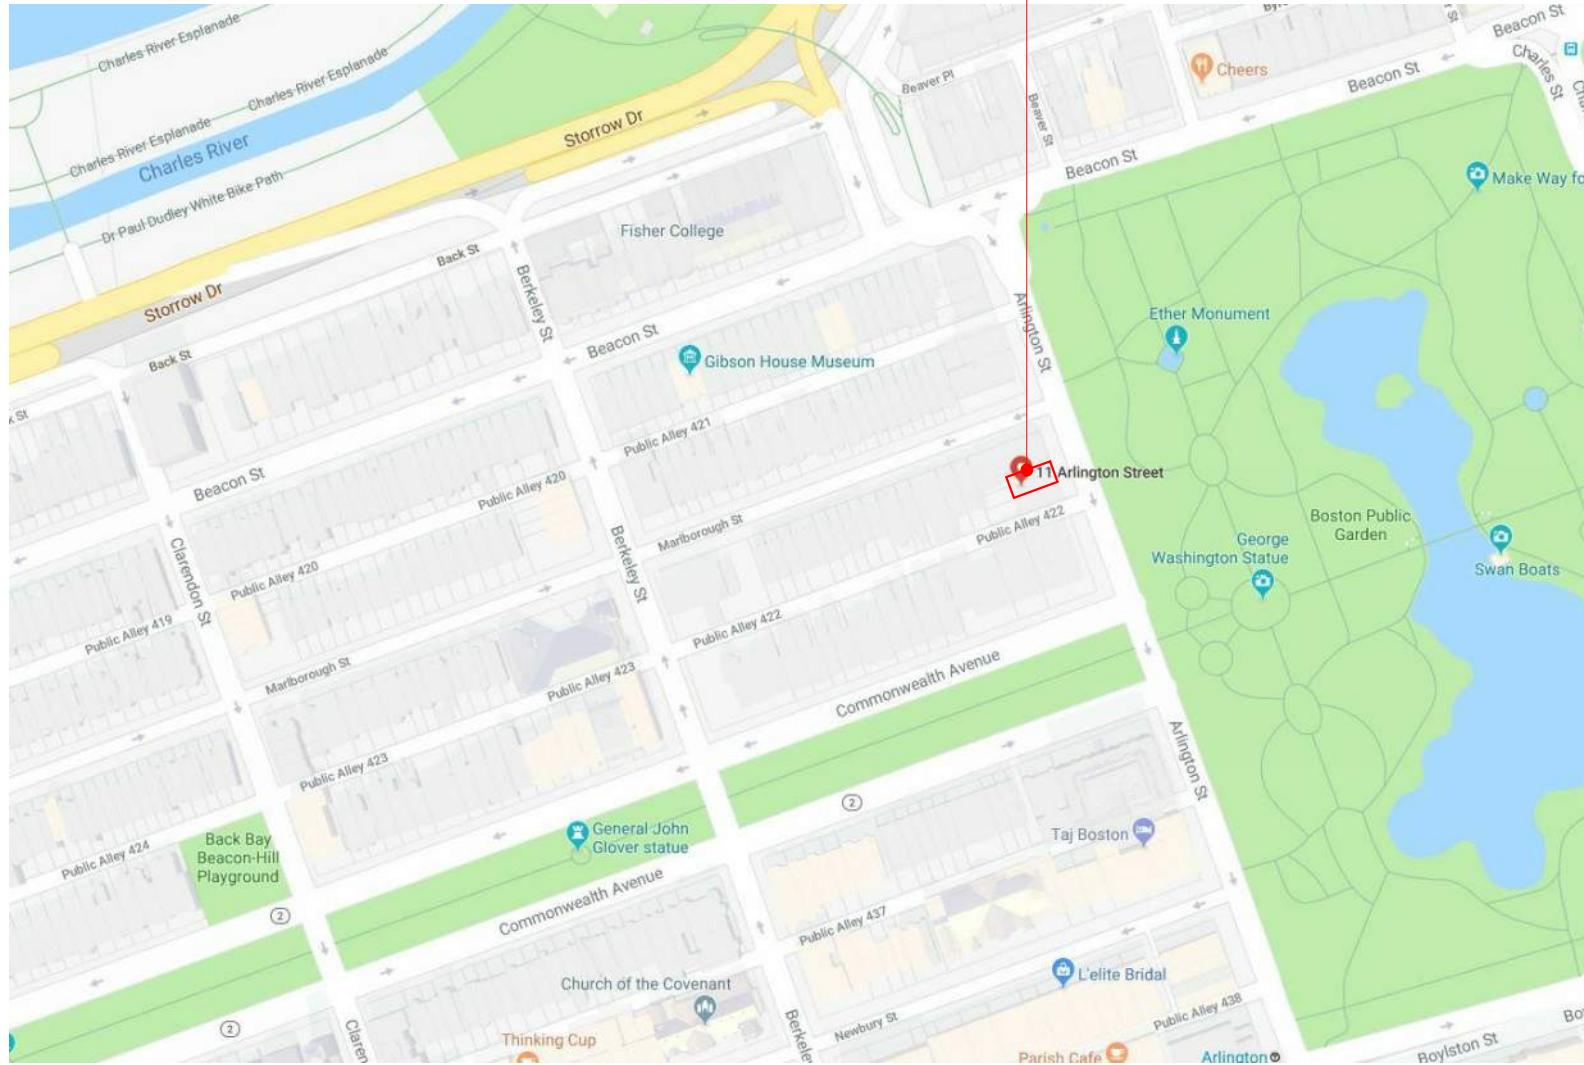 Beacon St
Charles River Esplanade
Charles St
Charles River Esplanade
Cheers
Beacon St
Beaver Pl
Charles River Esplanade
Beaver St
Storrow Dr
Charles River
Beacon St
Make Way fo
Dr Paul Dudley White Bike Path
Fisher College
Back St
Berkeley St
Storrow Dr
Arlington St
Ether Monument
Beacon St
Back St
Gibson House Museum
Public Alley 421
Beacon St
Public Alley 420
11 Arlington Street
Marlborough St
Public Alley 422
Boston Public
Garden
George
Washington Statue
Swan Boats
Clarendon St
Public Alley 420
Berkeley St
Public Alley 419
Public Alley 422
Marlborough St
Public Alley 423
Commonwealth Avenue
Arlington St
Public Alley 423
2
General John
Glover statue
Taj Boston
Back Bay
Beacon-Hill
Playground
Public Alley 424
2
Commonwealth Avenue
Public Alley 437
Church of the Covenant
L'elite Bridal
2
Claren
Thinking Cup
Berkele
Newbury St
Public Alley 438
Parish Cafe
Arlington
Boylston St
Bo